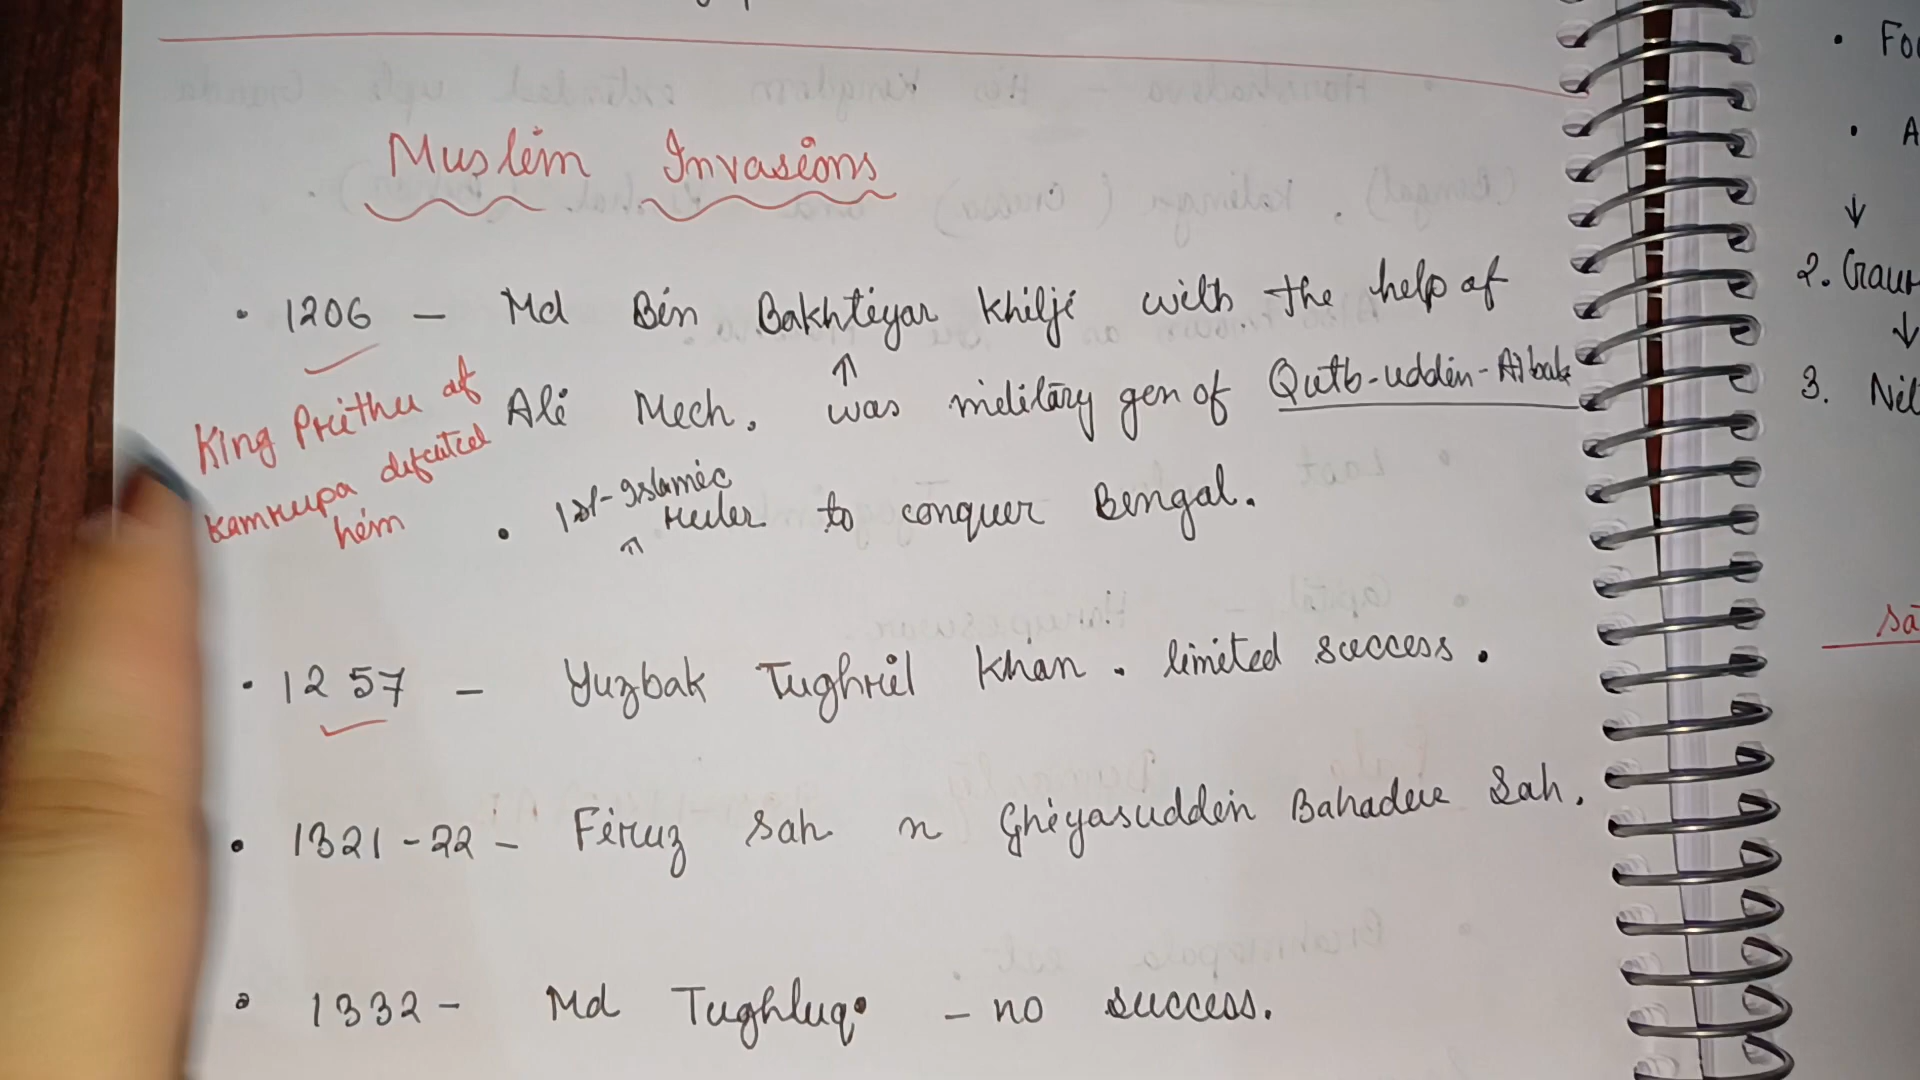 Muslim Invasions
• 1206 – Md Bin Bakhtiyar Khilji with the help of
Ali Mech. ↑ was military gen of Qutb-uddin-Aibak
King Prithu of
Kamrupa defeated
him
• 1st - Islamic
ruler to conquer Bengal.
• 1257 – Yuzbak Tughril Khan. limited success.
• 1321-22 – Firuz Sah n Ghiyasuddin Bahadur Sah.
• 1332 – Md Tughluq. – no success.
• A
↓
2. Gaur
↓
3. Nil
Sa